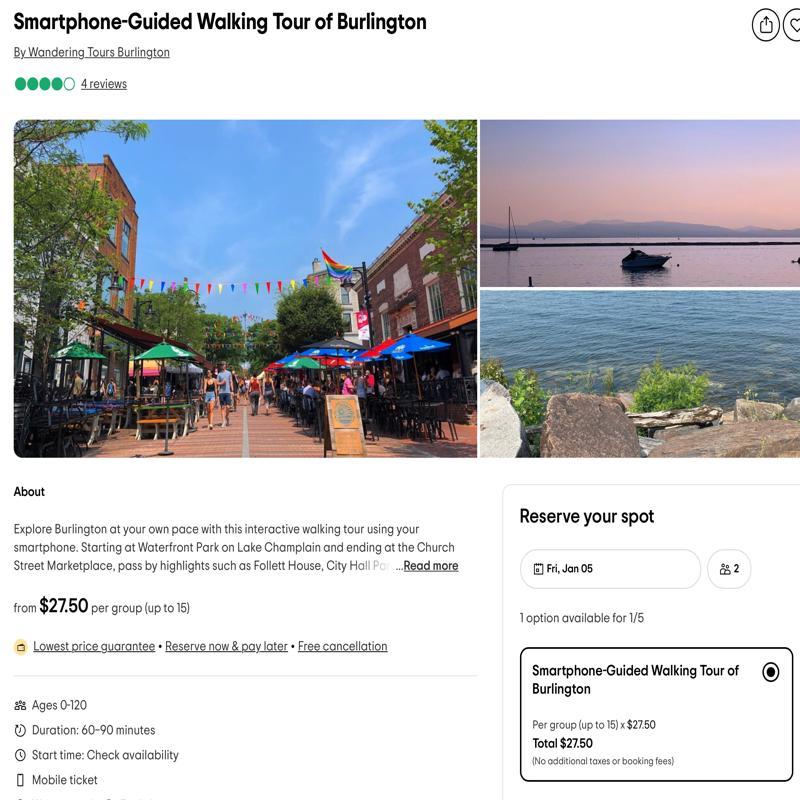 Smartphone-Guided Walking Tour of Burlington
By Wandering Tours Burlington
4 reviews
About
Explore Burlington at your own pace with this interactive walking tour using your
smartphone. Starting at Waterfront Park on Lake Champlain and ending at the Church
Street Marketplace, pass by highlights such as Follett House, City Hall Par ...Read more
from $27.50 per group (up to 15)
Lowest price guarantee • Reserve now & pay later • Free cancellation
Ages 0-120
Duration: 60–90 minutes
Start time: Check availability
Mobile ticket
Reserve your spot
Fri, Jan 05
2
1 option available for 1/5
Smartphone-Guided Walking Tour of
Burlington
Per group (up to 15) x $27.50
Total $27.50
(No additional taxes or booking fees)